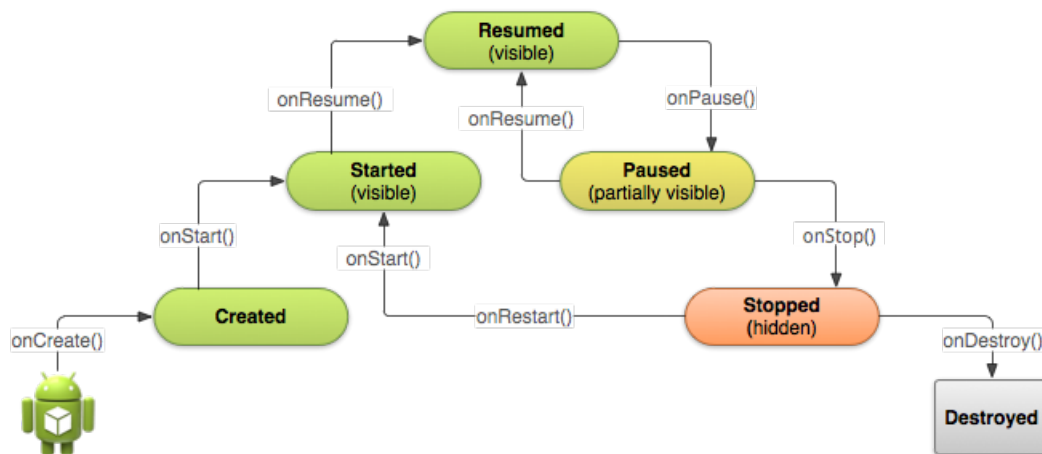 Resumed
(visible)
onResume()
onResume()
onPause()
Started
(visible)
Paused
(partially visible)
onStart()
onStart()
onStop()
Created
onRestart()
Stopped
(hidden)
onCreate()
onDestroy()
Destroyed